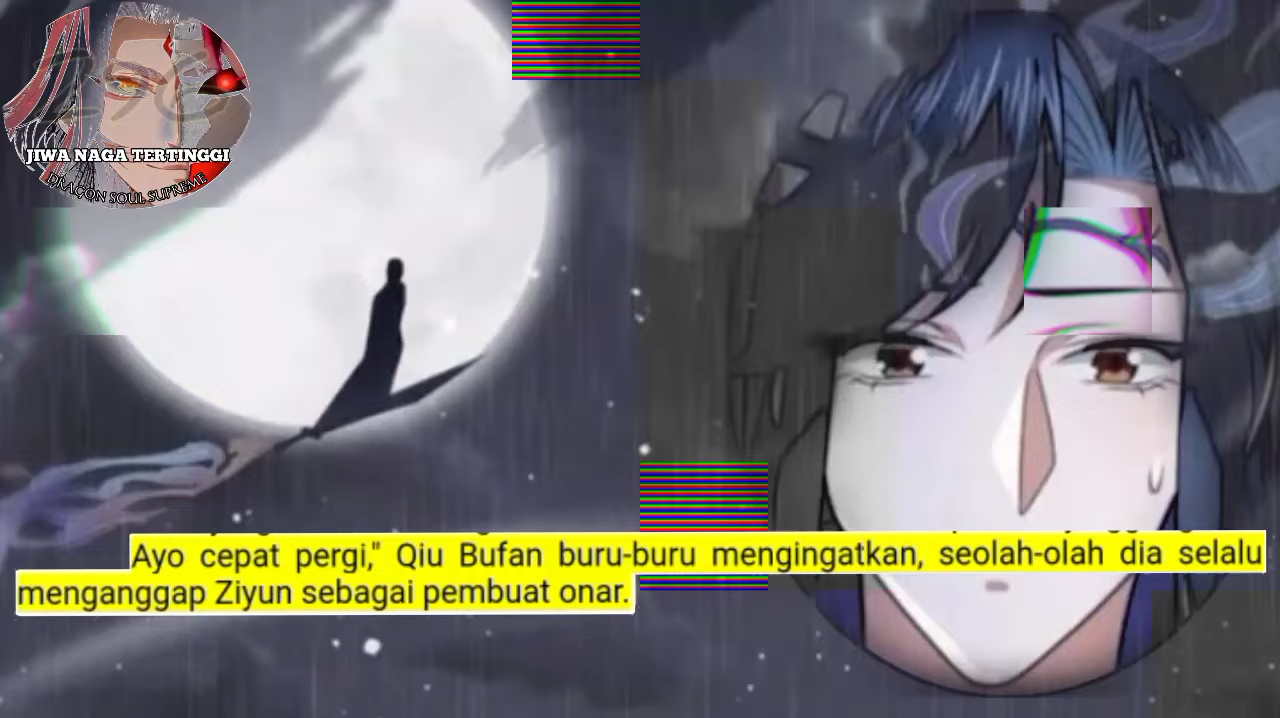 JIWA NAGA TERTINGGI
DRAGON SOUL SUPREME
Ayo cepat pergi," Qiu Bufan buru-buru mengingatkan, seolah-olah dia selalu
menganggap Ziyun sebagai pembuat onar.